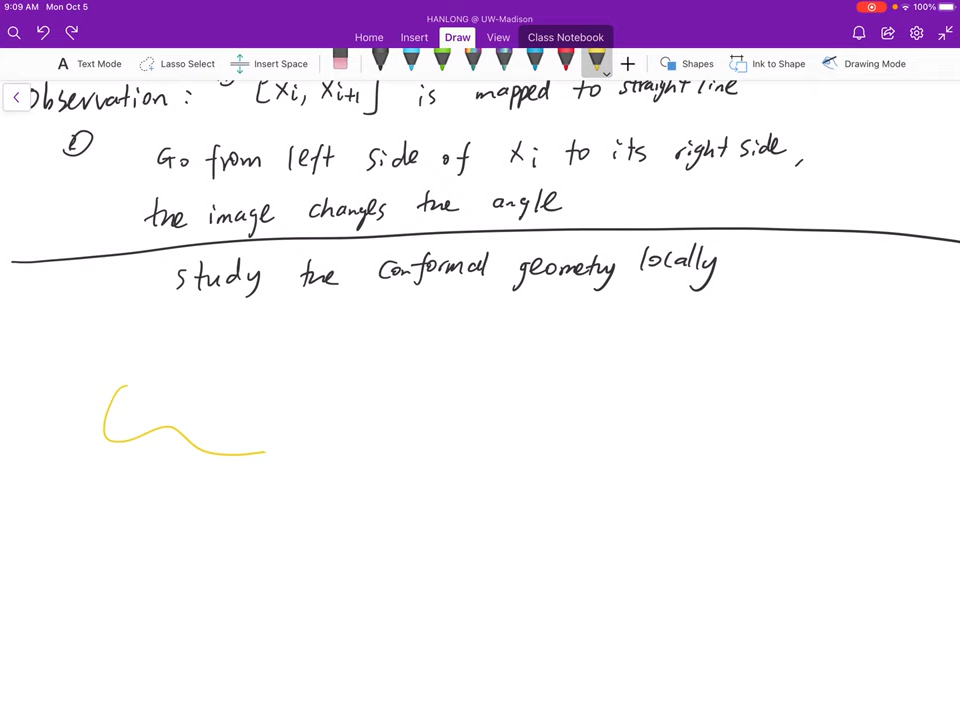 9:09 AM Mon Oct 5
100%
HANLONG @ UW-Madison
Home Insert Draw View Class Notebook
Text Mode Lasso Select Insert Space Shapes Ink to Shape Drawing Mode
Observation : ① [xi, xi+1] is mapped to straight line
② Go from left side of xi to its right side,
the image changes the angle
study the conformal geometry locally